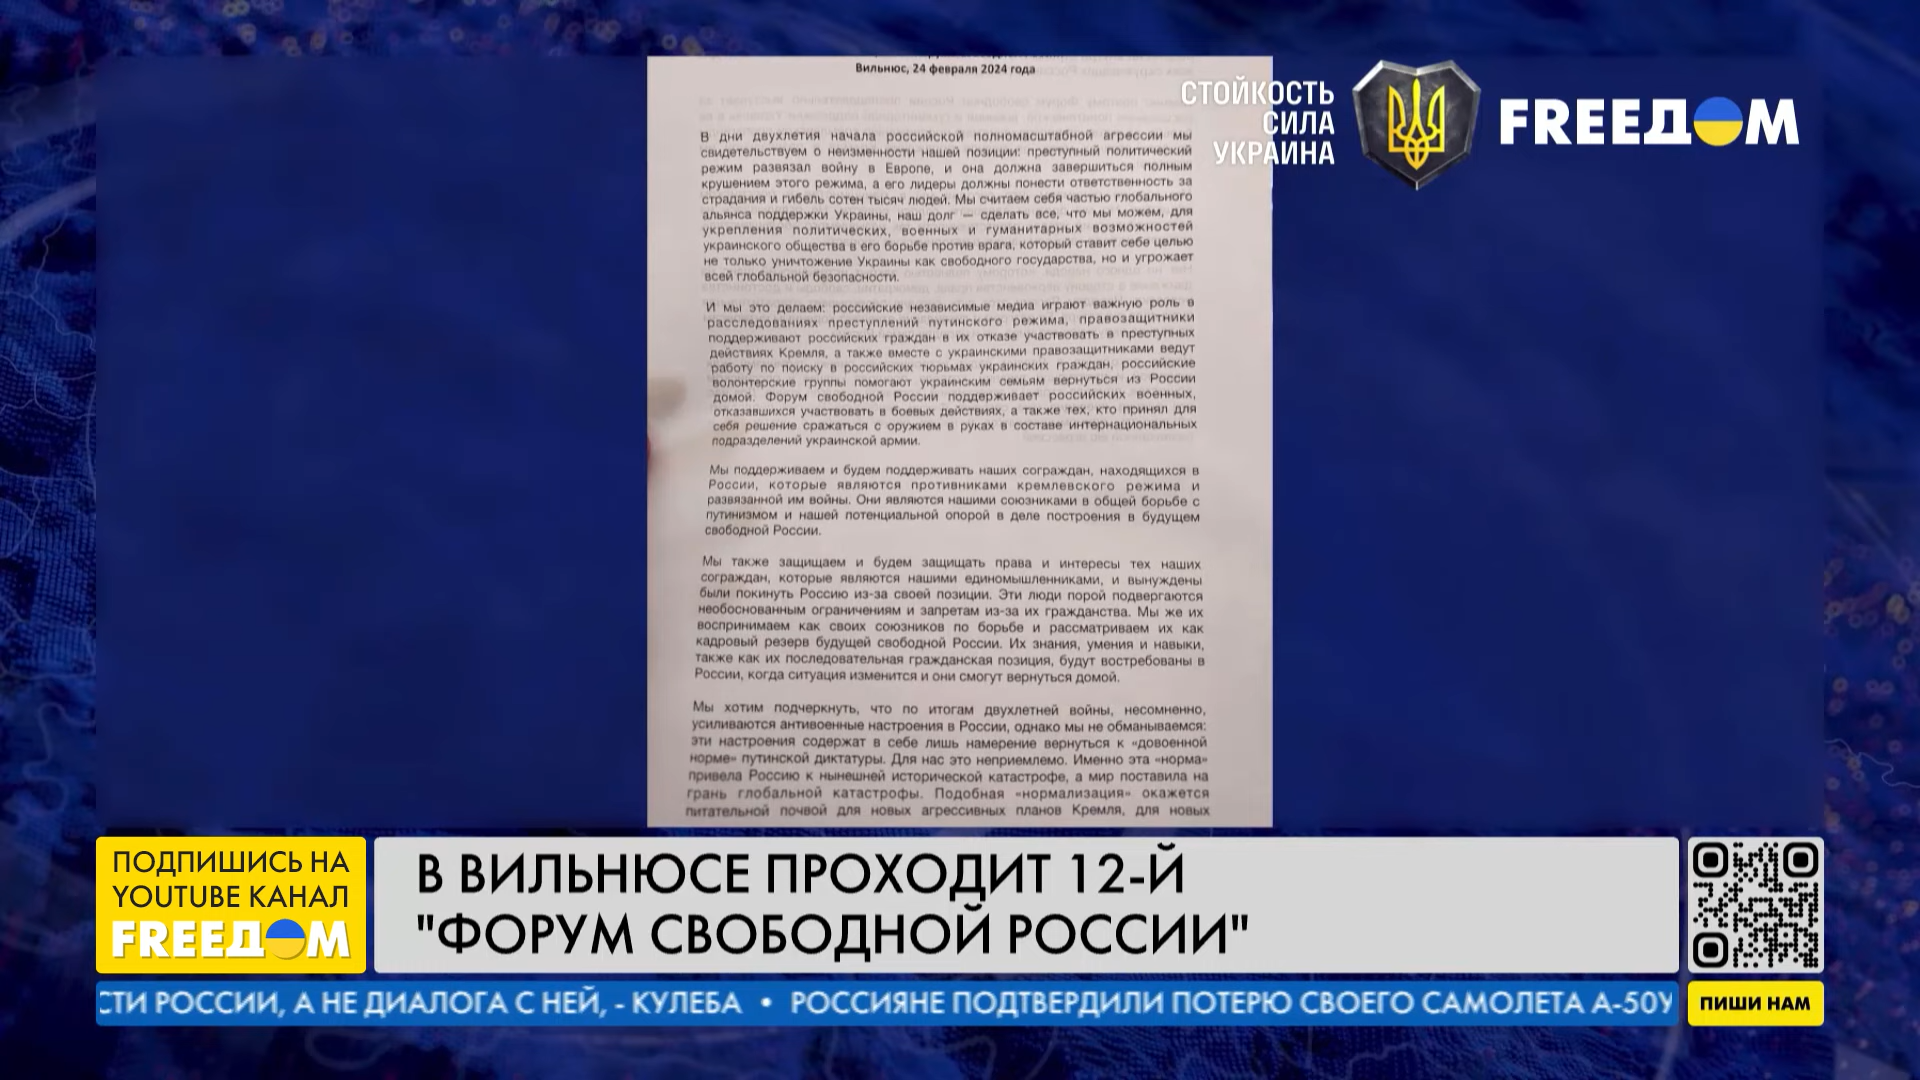 Вильнюс, 24 февраля 2024 года
СТОЙКОСТЬ
СИЛА
УКРАИНА
FREEДОМ
В дни двухлетия начала российской полномасштабной агрессии мы
свидетельствуем о неизменности нашей позиции: преступный политический
режим развязал войну в Европе, и она должна завершиться полным
крушением этого режима, а его лидеры должны понести ответственность за
страдания и гибель сотен тысяч людей. Мы считаем себя частью глобального
альянса поддержки Украины, наш долг — сделать все, что мы можем, для
укрепления политических, военных и гуманитарных возможностей
украинского общества в его борьбе против врага, который ставит себе целью
не только уничтожение Украины как свободного государства, но и угрожает
всей глобальной безопасности.
И мы это делаем: российские независимые медиа играют важную роль в
расследованиях преступлений путинского режима, правозащитники
поддерживают российских граждан в их отказе участвовать в преступных
действиях Кремля, а также вместе с украинскими правозащитниками ведут
работу по поиску в российских тюрьмах украинских граждан, российские
волонтерские группы помогают украинским семьям вернуться из России
домой. Форум свободной России поддерживает российских военных,
отказавшихся участвовать в боевых действиях, а также тех, кто принял для
себя решение сражаться с оружием в руках в составе интернациональных
подразделений украинской армии.
Мы поддерживаем и будем поддерживать наших сограждан, находящихся в
России, которые являются противниками кремлевского режима и
развязанной им войны. Они являются нашими союзниками в общей борьбе с
путинизмом и нашей потенциальной опорой в деле построения в будущем
свободной России.
Мы также защищаем и будем защищать права и интересы тех наших
сограждан, которые являются нашими единомышленниками, и вынуждены
были покинуть Россию из-за своей позиции. Эти люди порой подвергаются
необоснованным ограничениям и запретам из-за их гражданства. Мы же их
воспринимаем как своих союзников по борьбе и рассматриваем их как
кадровый резерв будущей свободной России. Их знания, умения и навыки,
также как их последовательная гражданская позиция, будут востребованы в
России, когда ситуация изменится и они смогут вернуться домой.
Мы хотим подчеркнуть, что по итогам двухлетней войны, несомненно,
усиливаются антивоенные настроения в России, однако мы не обманываемся:
эти настроения содержат в себе лишь намерение вернуться к «довоенной
норме» путинской диктатуры. Для нас это неприемлемо. Именно эта «норма»
привела Россию к нынешней исторической катастрофе, а мир поставила на
грань глобальной катастрофы. Подобная «нормализация» окажется
питательной почвой для новых агрессивных планов Кремля, для новых
ПОДПИШИСЬ НА
YOUTUBE КАНАЛ
FREEДОМ
В ВИЛЬНЮСЕ ПРОХОДИТ 12-Й
"ФОРУМ СВОБОДНОЙ РОССИИ"
СТИ РОССИИ, А НЕ ДИАЛОГА С НЕЙ, - КУЛЕБА • РОССИЯНЕ ПОДТВЕРДИЛИ ПОТЕРЮ СВОЕГО САМОЛЕТА А-50У
ПИШИ НАМ